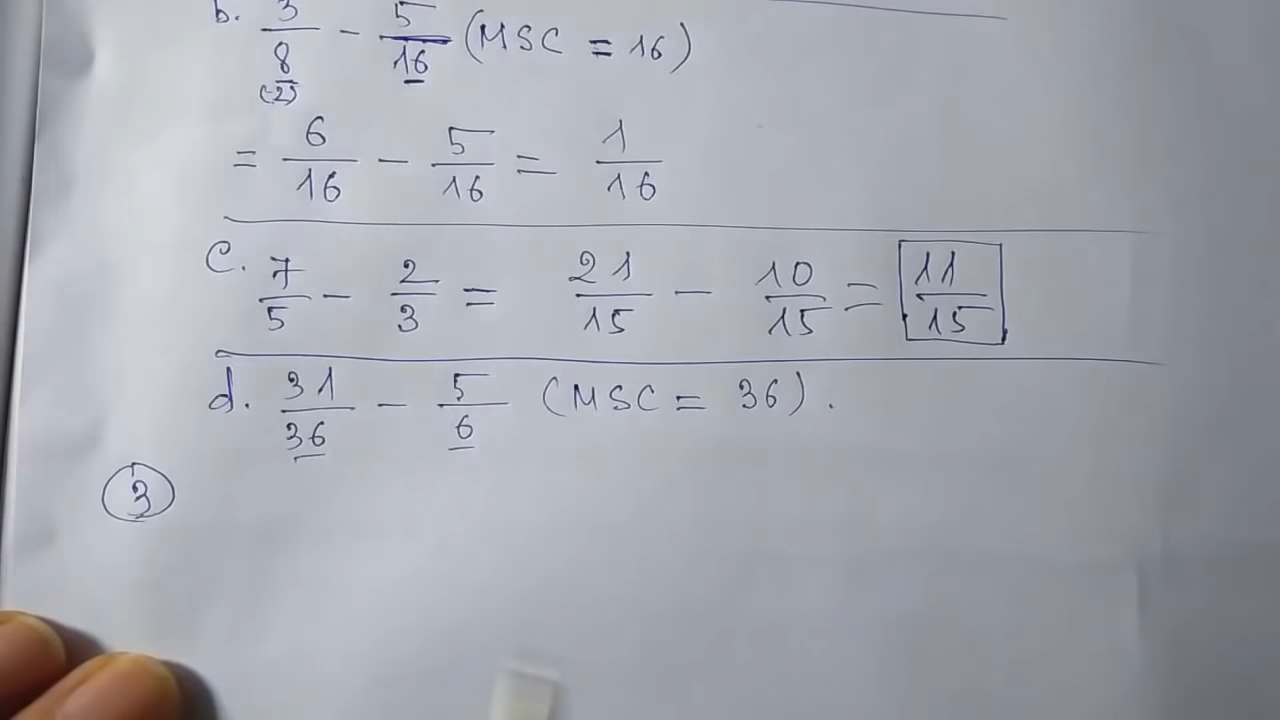 b. 3/8 - 5/16 (MSC = 16)
(·2)
= 6/16 - 5/16 = 1/16
c. 7/5 - 2/3 = 21/15 - 10/15 = 11/15
d. 31/36 - 5/6 (MSC = 36).
3